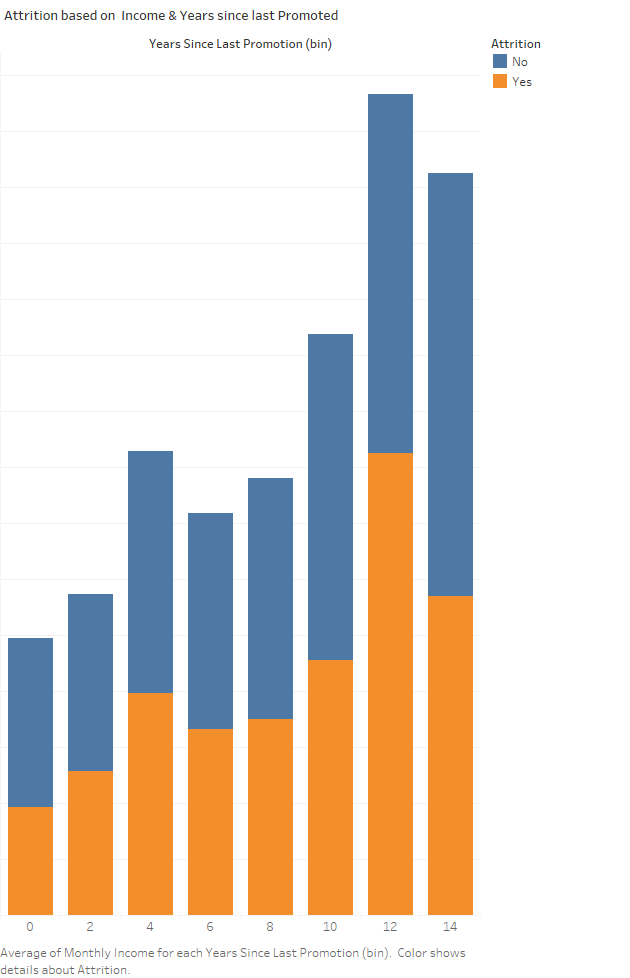 Attrition based on  Income & Years since last Promoted
Years Since Last Promotion (bin)
Attrition
No
Yes
0 2 4 6 8 10 12 14
Average of Monthly Income for each Years Since Last Promotion (bin).  Color shows
details about Attrition.